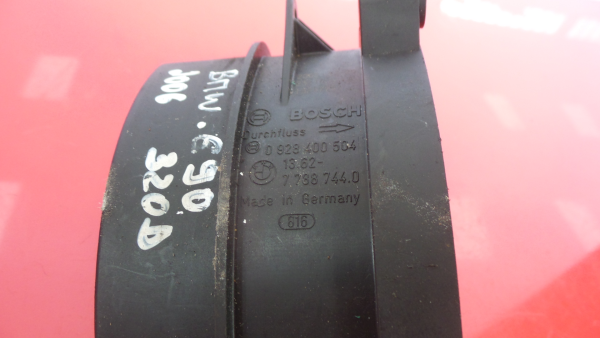 BMW . E90
2006
320D
BOSCH
Durchfluss
0 928 400 504
13.62-
7 788 744.0
Made in Germany
616